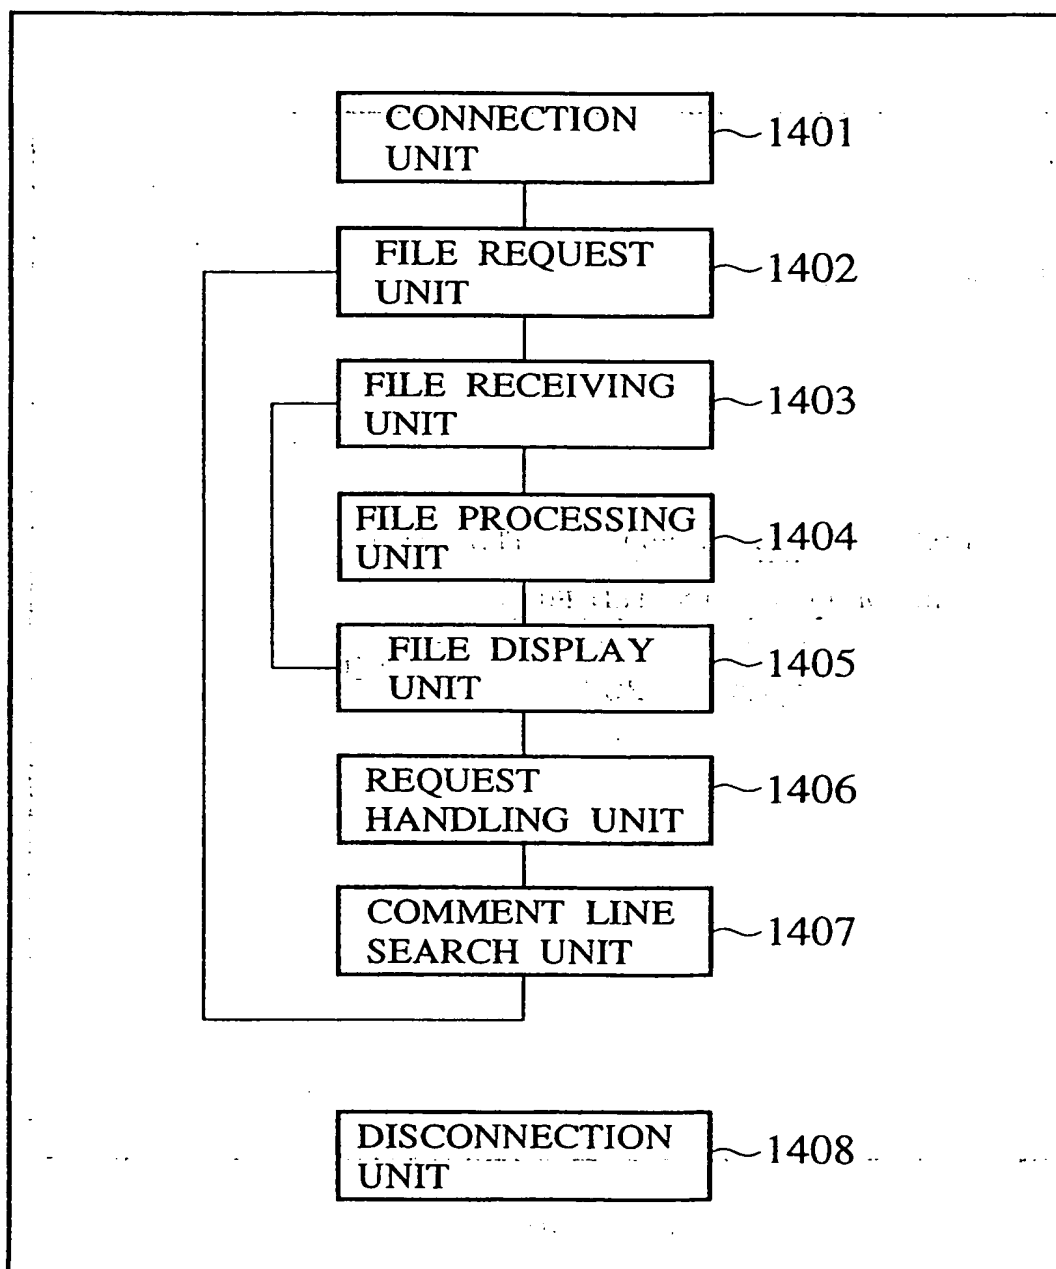 CONNECTION
UNIT
1401
FILE REQUEST
UNIT
1402
FILE RECEIVING
UNIT
1403
FILE PROCESSING
UNIT
1404
FILE DISPLAY
UNIT
1405
REQUEST
HANDLING UNIT
1406
COMMENT LINE
SEARCH UNIT
1407
DISCONNECTION
UNIT
1408